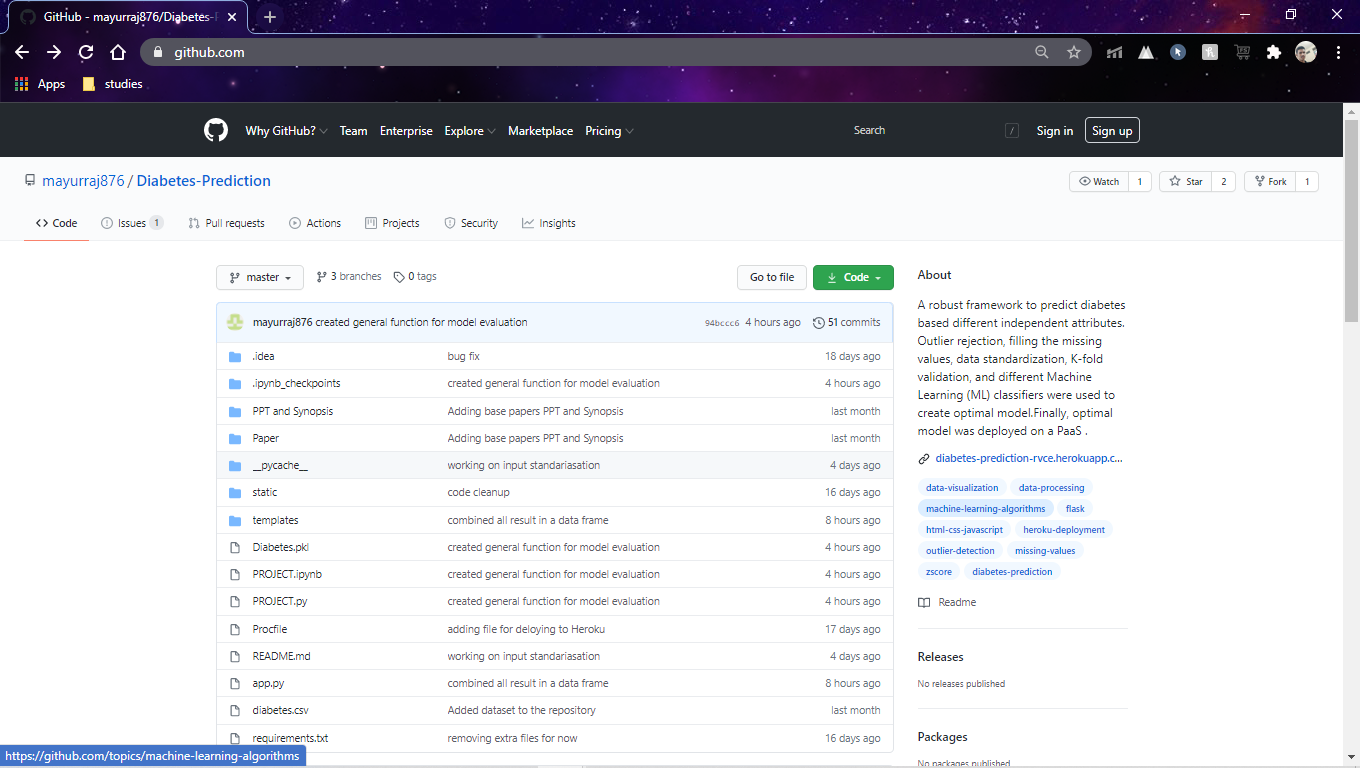 GitHub - mayurraj876/Diabetes-P
github.com
Apps studies
Why GitHub? Team Enterprise Explore Marketplace Pricing Search / Sign in Sign up
mayurraj876 / Diabetes-Prediction Watch 1 Star 2 Fork 1
Code Issues 1 Pull requests Actions Projects Security Insights
master 3 branches 0 tags Go to file Code
mayurraj876 created general function for model evaluation 94bccc6 4 hours ago 51 commits
.idea bug fix 18 days ago
.ipynb_checkpoints created general function for model evaluation 4 hours ago
PPT and Synopsis Adding base papers PPT and Synopsis last month
Paper Adding base papers PPT and Synopsis last month
__pycache__ working on input standariasation 4 days ago
static code cleanup 16 days ago
templates combined all result in a data frame 8 hours ago
Diabetes.pkl created general function for model evaluation 4 hours ago
PROJECT.ipynb created general function for model evaluation 4 hours ago
PROJECT.py created general function for model evaluation 4 hours ago
Procfile adding file for deloying to Heroku 17 days ago
README.md working on input standariasation 4 days ago
app.py combined all result in a data frame 8 hours ago
diabetes.csv Added dataset to the repository last month
requirements.txt removing extra files for now 16 days ago
About
A robust framework to predict diabetes
based different independent attributes.
Outlier rejection, filling the missing
values, data standardization, K-fold
validation, and different Machine
Learning (ML) classifiers were used to
create optimal model.Finally, optimal
model was deployed on a PaaS .
diabetes-prediction-rvce.herokuapp.c...
data-visualization data-processing
machine-learning-algorithms flask
html-css-javascript heroku-deployment
outlier-detection missing-values
zscore diabetes-prediction
Readme
Releases
No releases published
Packages
No packages published
https://github.com/topics/machine-learning-algorithms